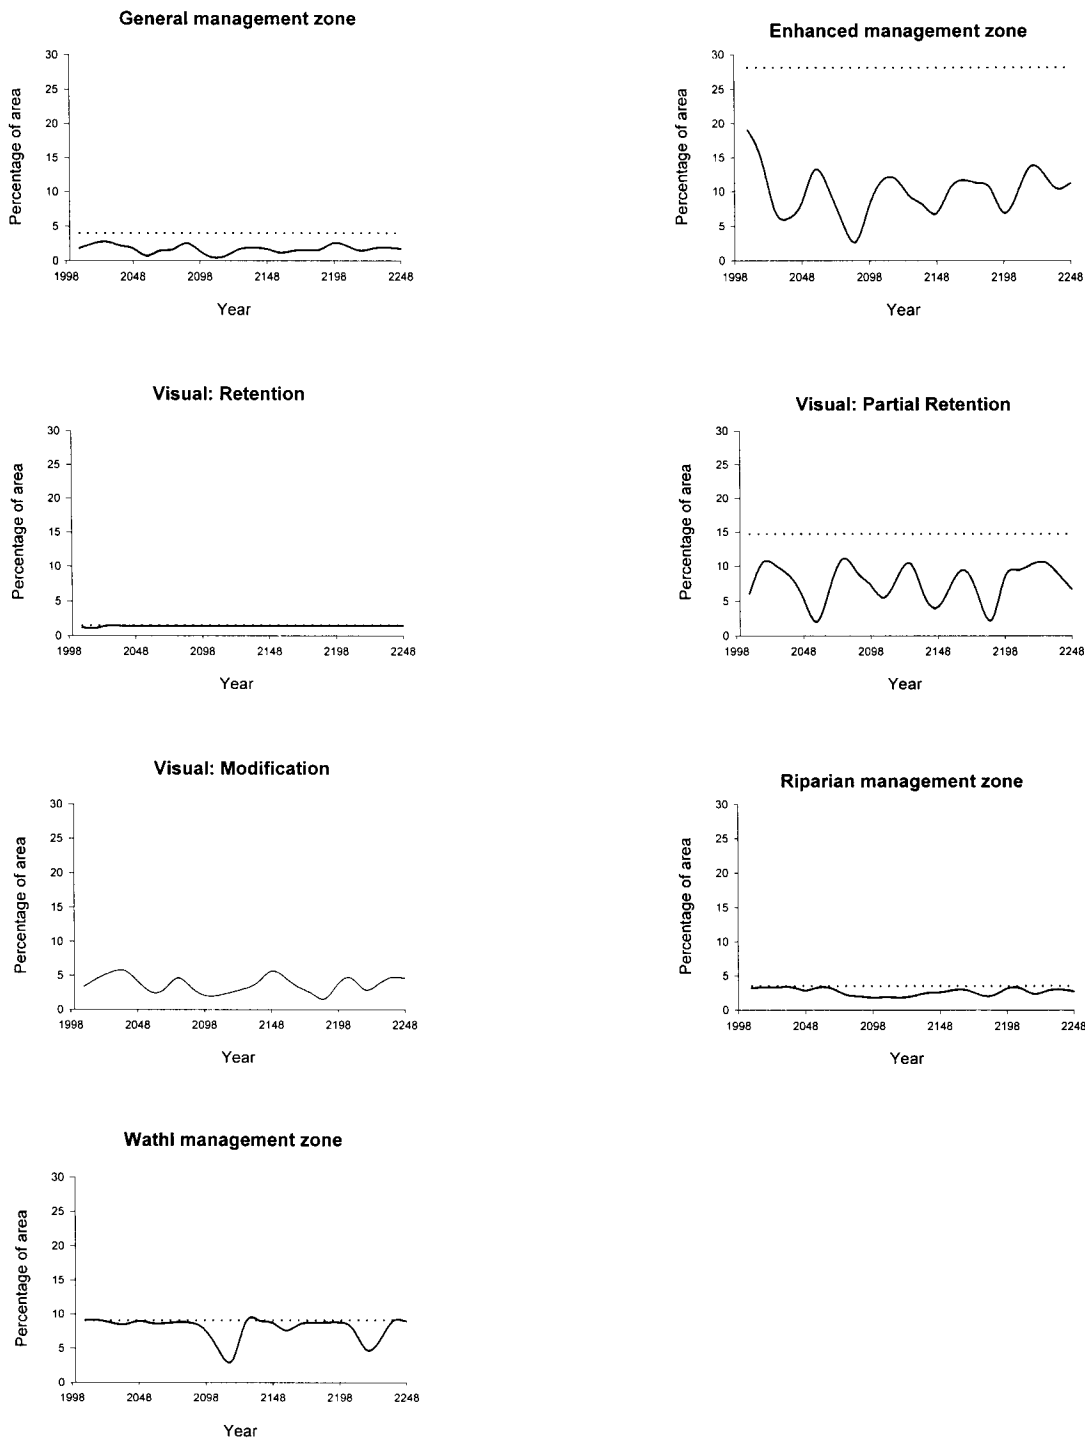 General management zone
30
25
20
15
10
5
0
Percentage of area
1998 2048 2098 2148 2198 2248
Year
Enhanced management zone
30
25
20
15
10
5
0
Percentage of area
1998 2048 2098 2148 2198 2248
Year
Visual: Retention
30
25
20
15
10
5
0
Percentage of area
1998 2048 2098 2148 2198 2248
Year
Visual: Partial Retention
30
25
20
15
10
5
0
Percentage of area
1998 2048 2098 2148 2198 2248
Year
Visual: Modification
30
25
20
15
10
5
0
Percentage of area
1998 2048 2098 2148 2198 2248
Year
Riparian management zone
30
25
20
15
10
5
0
Percentage of area
1998 2048 2098 2148 2198 2248
Year
Wathl management zone
30
25
20
15
10
5
0
Percentage of area
1998 2048 2098 2148 2198 2248
Year